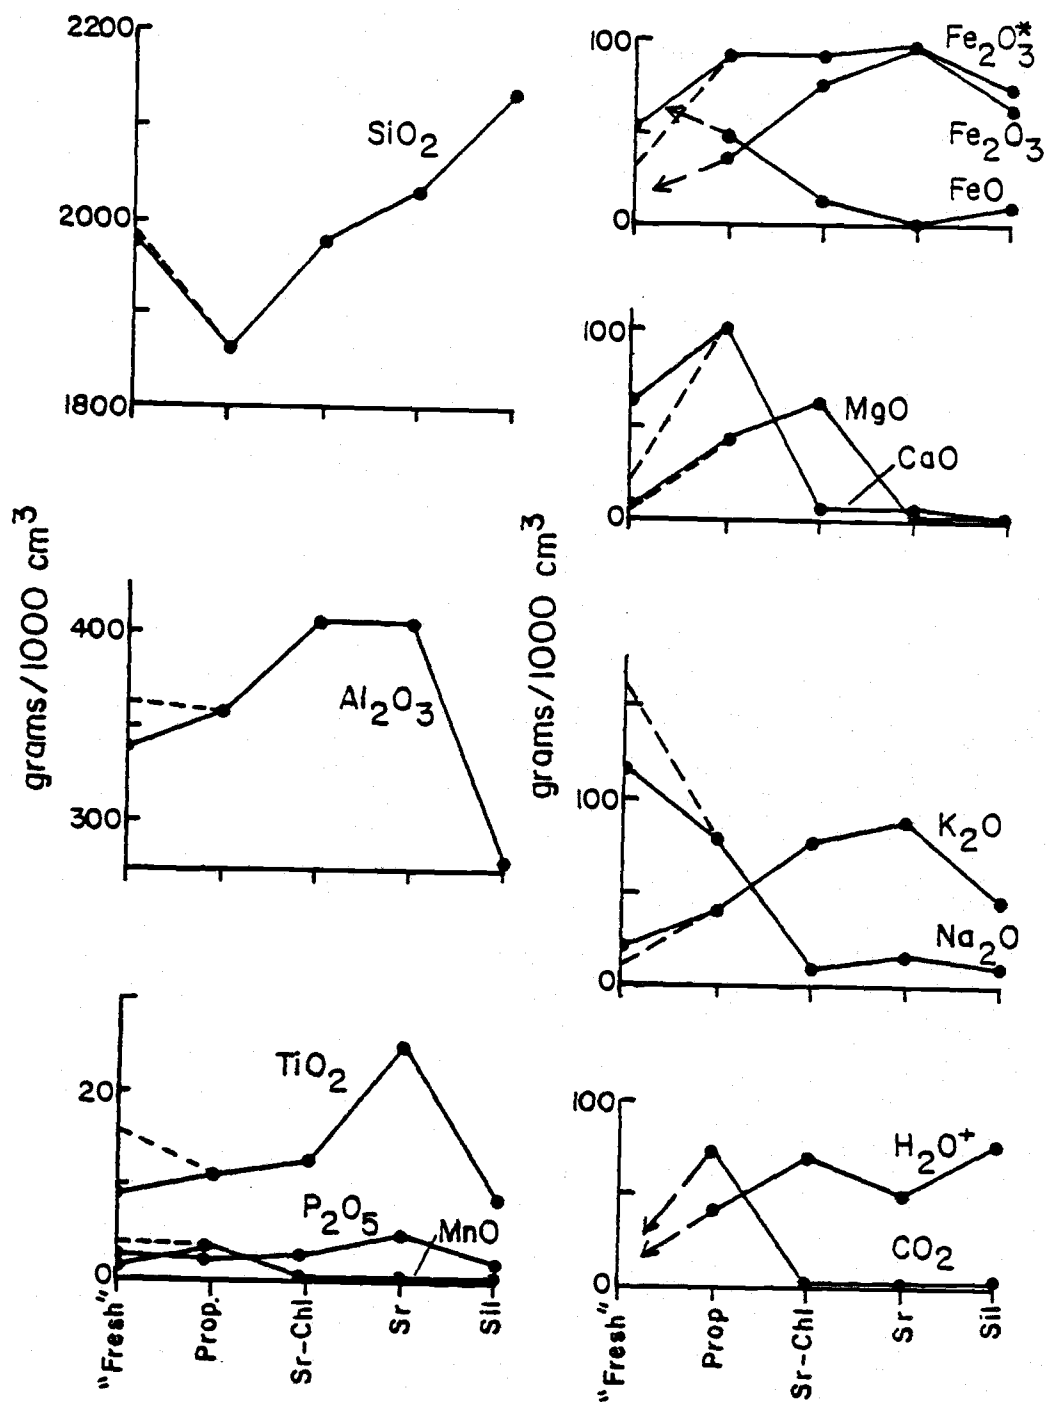 2200
SiO2
2000
1800
grams/1000 cm3
400
Al2O3
300
TiO2
20
P2O5
MnO
0
"Fresh"
Prop.
Sr-Chl
Sr
Sil
100
Fe2O3*
Fe2O3
FeO
0
100
MgO
CaO
0
grams/1000 cm3
100
K2O
Na2O
0
100
H2O+
CO2
0
"Fresh"
Prop
Sr-Chl
Sr
Sil